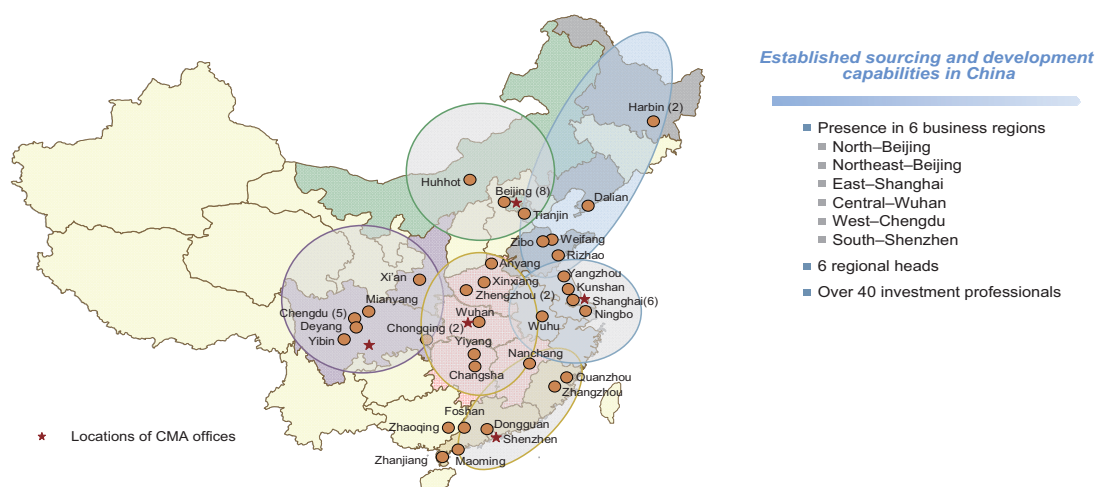 Established sourcing and development
capabilities in China
Presence in 6 business regions
North–Beijing
Northeast–Beijing
East–Shanghai
Central–Wuhan
West–Chengdu
South–Shenzhen
6 regional heads
Over 40 investment professionals
Harbin (2)
Huhhot
Beijing (8)
Dalian
Tianjin
Zibo
Weifang
Rizhao
Anyang
Xi'an
Xinxiang
Yangzhou
Kunshan
Zhengzhou (2)
Mianyang
Shanghai(6)
Chengdu (5)
Wuhan
Ningbo
Deyang
Chongqing (2)
Wuhu
Yibin
Yiyang
Nanchang
Changsha
Quanzhou
Zhangzhou
Foshan
Zhaoqing
Dongguan
Shenzhen
Zhanjiang
Maoming
Locations of CMA offices